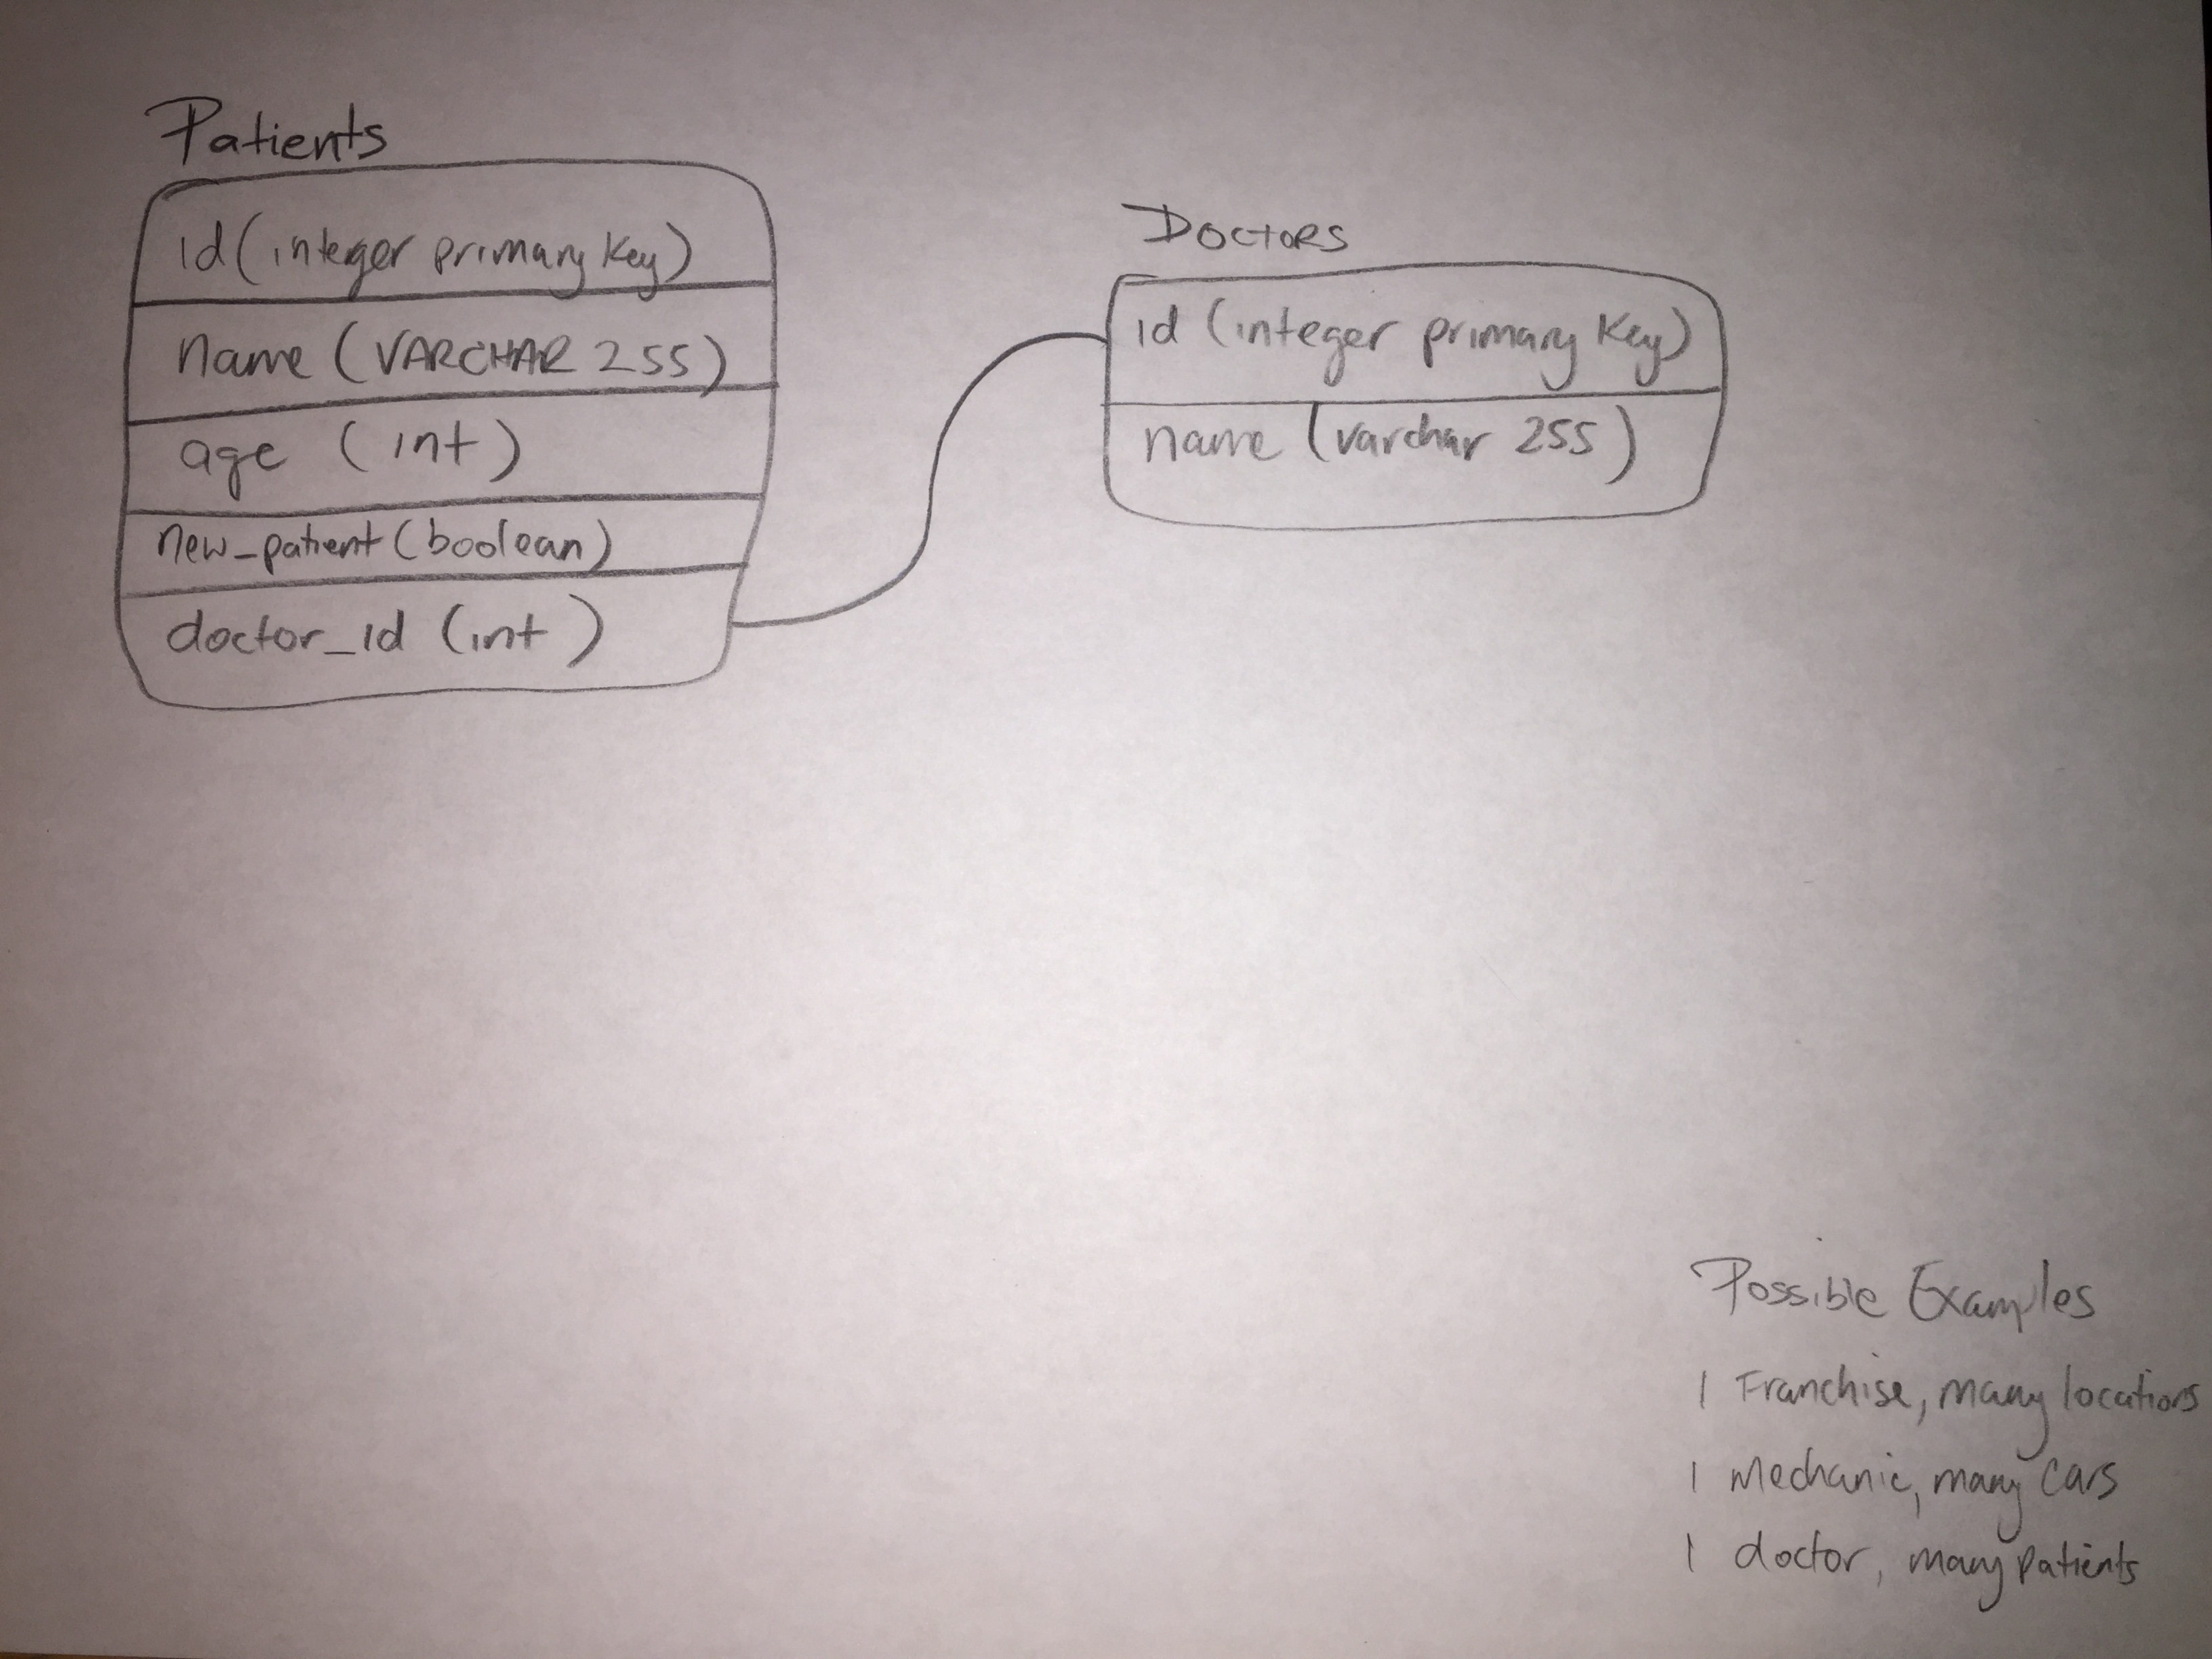 Patients
id (integer primary key)
name (VARCHAR 255)
age (int)
new_patient (boolean)
doctor_id (int)
Doctors
id (integer primary key)
name (varchar 255)
Possible Examples
1 Franchise, many locations
1 Mechanic, many cars
1 doctor, many patients